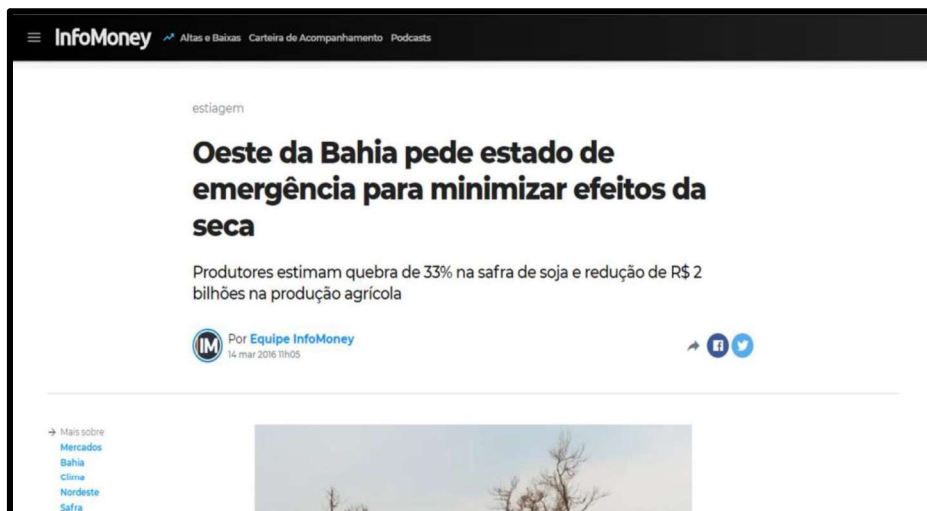 InfoMoney Altas e Baixas Carteira de Acompanhamento Podcasts
estiagem
Oeste da Bahia pede estado de
emergência para minimizar efeitos da
seca
Produtores estimam quebra de 33% na safra de soja e redução de R$ 2
bilhões na produção agrícola
IM
Por Equipe InfoMoney
14 mar 2016 11h05
Mais sobre
Mercados
Bahia
Clima
Nordeste
Safra